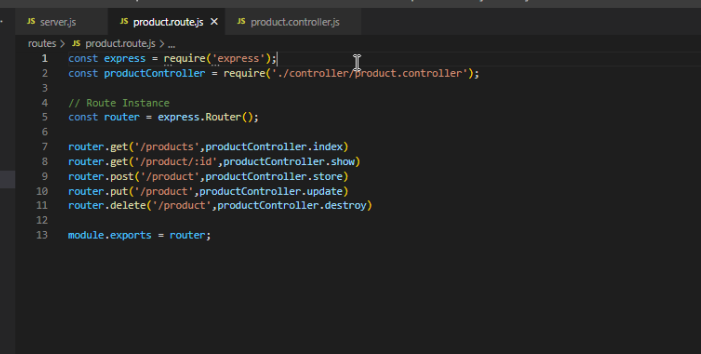 JS server.js JS product.route.js X JS product.controller.js
routes > JS product.route.js > ...
1 const express = require('express');
2 const productController = require('./controller/product.controller');
3
4 // Route Instance
5 const router = express.Router();
6
7 router.get('/products',productController.index)
8 router.get('/product/:id',productController.show)
9 router.post('/product',productController.store)
10 router.put('/product',productController.update)
11 router.delete('/product',productController.destroy)
12
13 module.exports = router;